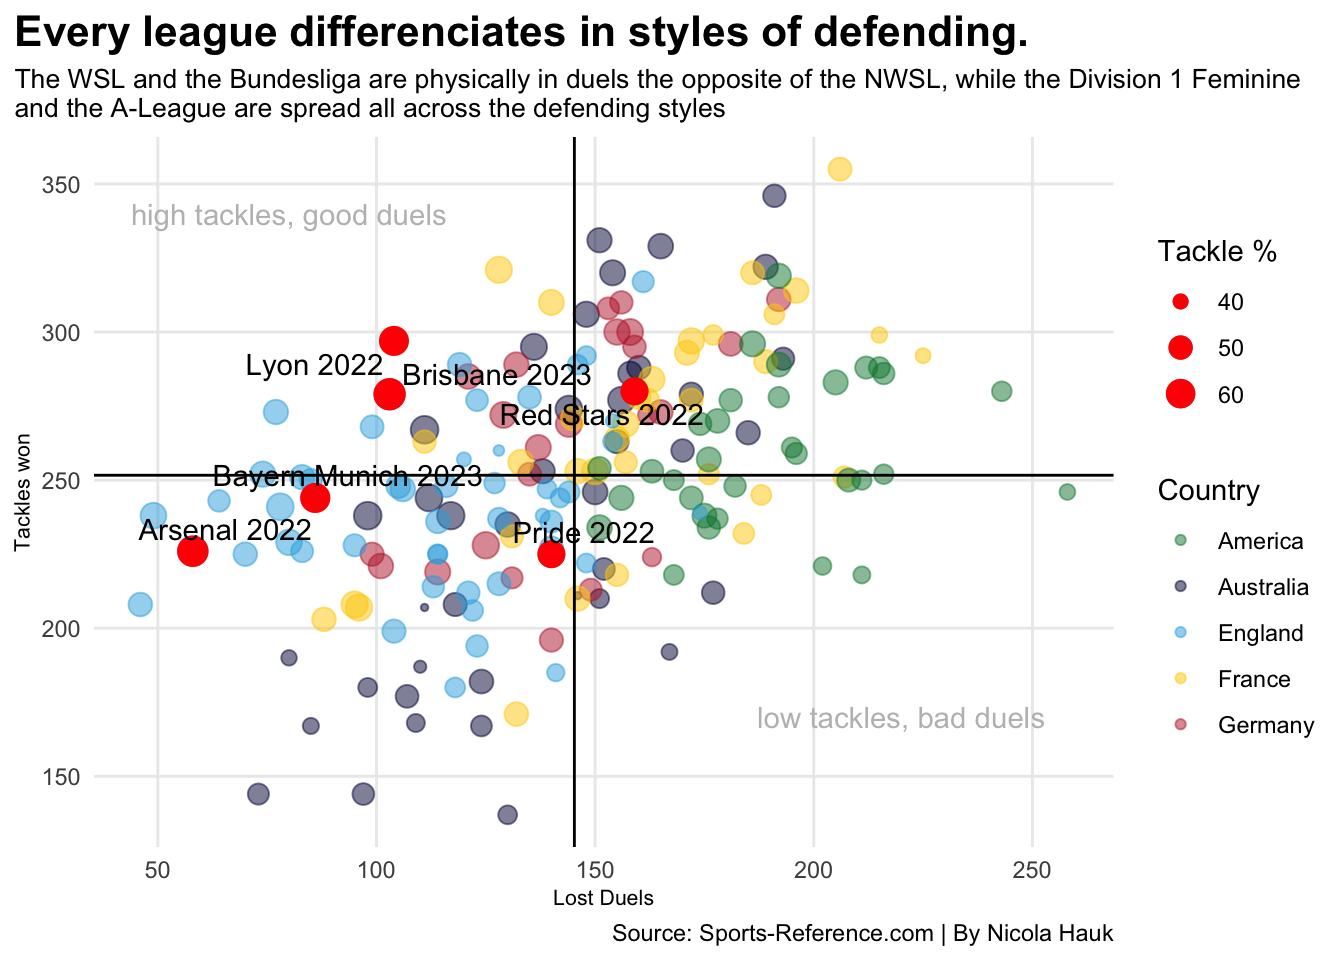 Every league differenciates in styles of defending.
The WSL and the Bundesliga are physically in duels the opposite of the NWSL, while the Division 1 Feminine
and the A-League are spread all across the defending styles
350
300
250
200
150
Tackles won
high tackles, good duels
Lyon 2022
Brisbane 2023
Red Stars 2022
Bayern Munich 2023
Arsenal 2022
Pride 2022
low tackles, bad duels
50
100
150
200
250
Lost Duels
Tackle %
40
50
60
Country
America
Australia
England
France
Germany
Source: Sports-Reference.com | By Nicola Hauk